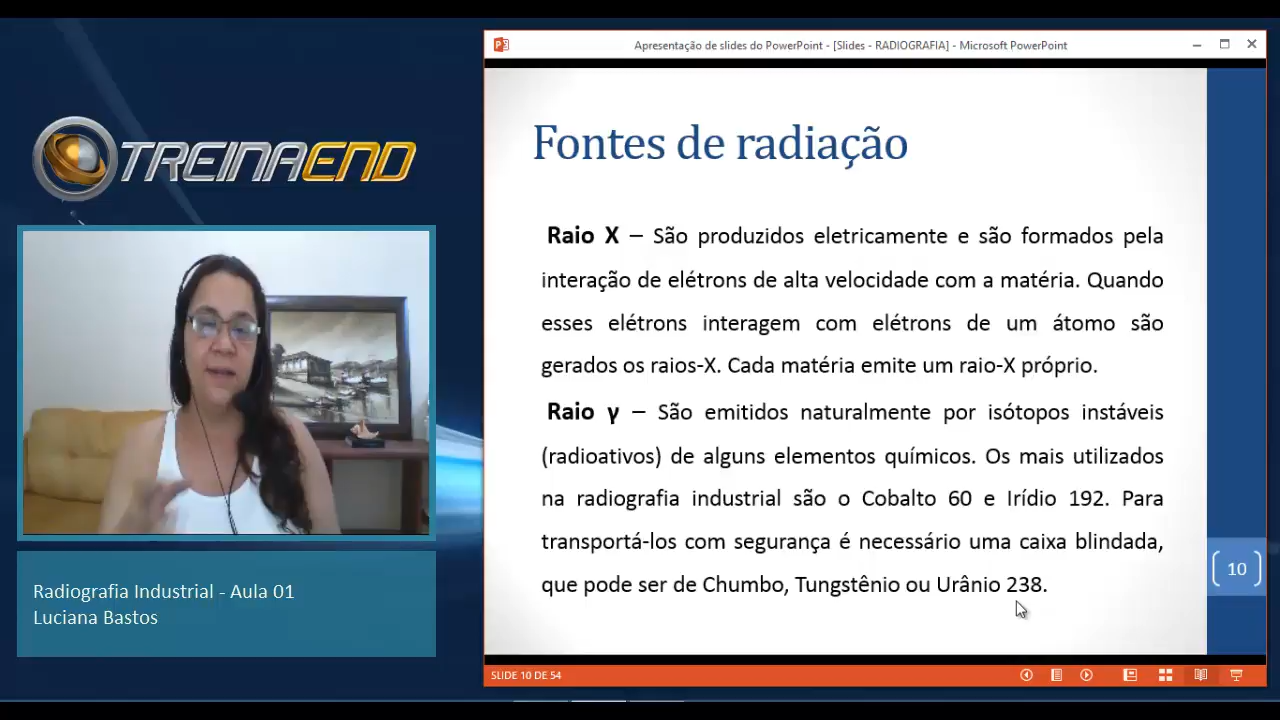 Apresentação de slides do PowerPoint - [Slides - RADIOGRAFIA] - Microsoft PowerPoint
TREINAEND
Fontes de radiação
Raio X – São produzidos eletricamente e são formados pela
interação de elétrons de alta velocidade com a matéria. Quando
esses elétrons interagem com elétrons de um átomo são
gerados os raios-X. Cada matéria emite um raio-X próprio.
Raio γ – São emitidos naturalmente por isótopos instáveis
(radioativos) de alguns elementos químicos. Os mais utilizados
na radiografia industrial são o Cobalto 60 e Irídio 192. Para
transportá-los com segurança é necessário uma caixa blindada,
que pode ser de Chumbo, Tungstênio ou Urânio 238.
10
Radiografia Industrial - Aula 01
Luciana Bastos
SLIDE 10 DE 54